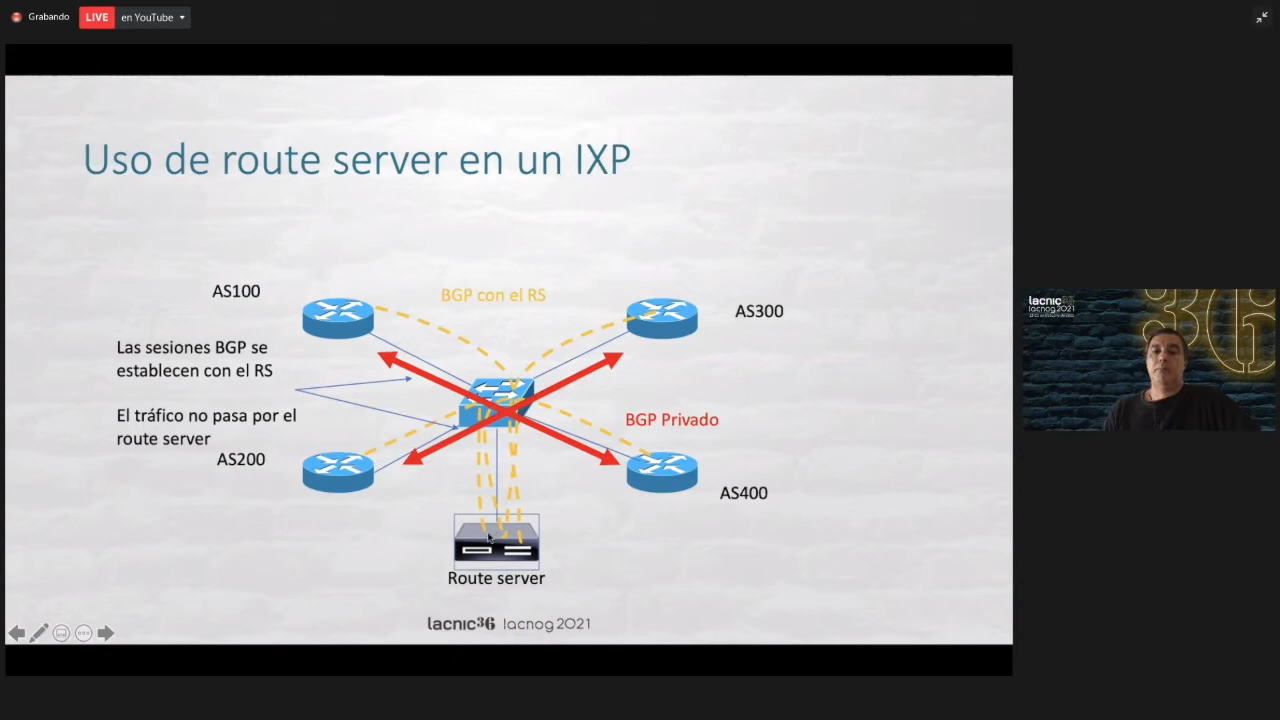 Grabando
LIVE
en YouTube
Uso de route server en un IXP
AS100
BGP con el RS
AS300
Las sesiones BGP se
establecen con el RS
El tráfico no pasa por el
route server
BGP Privado
AS200
AS400
Route server
lacnic36 lacnog 2021
lacnic36
lacnog 2021
36